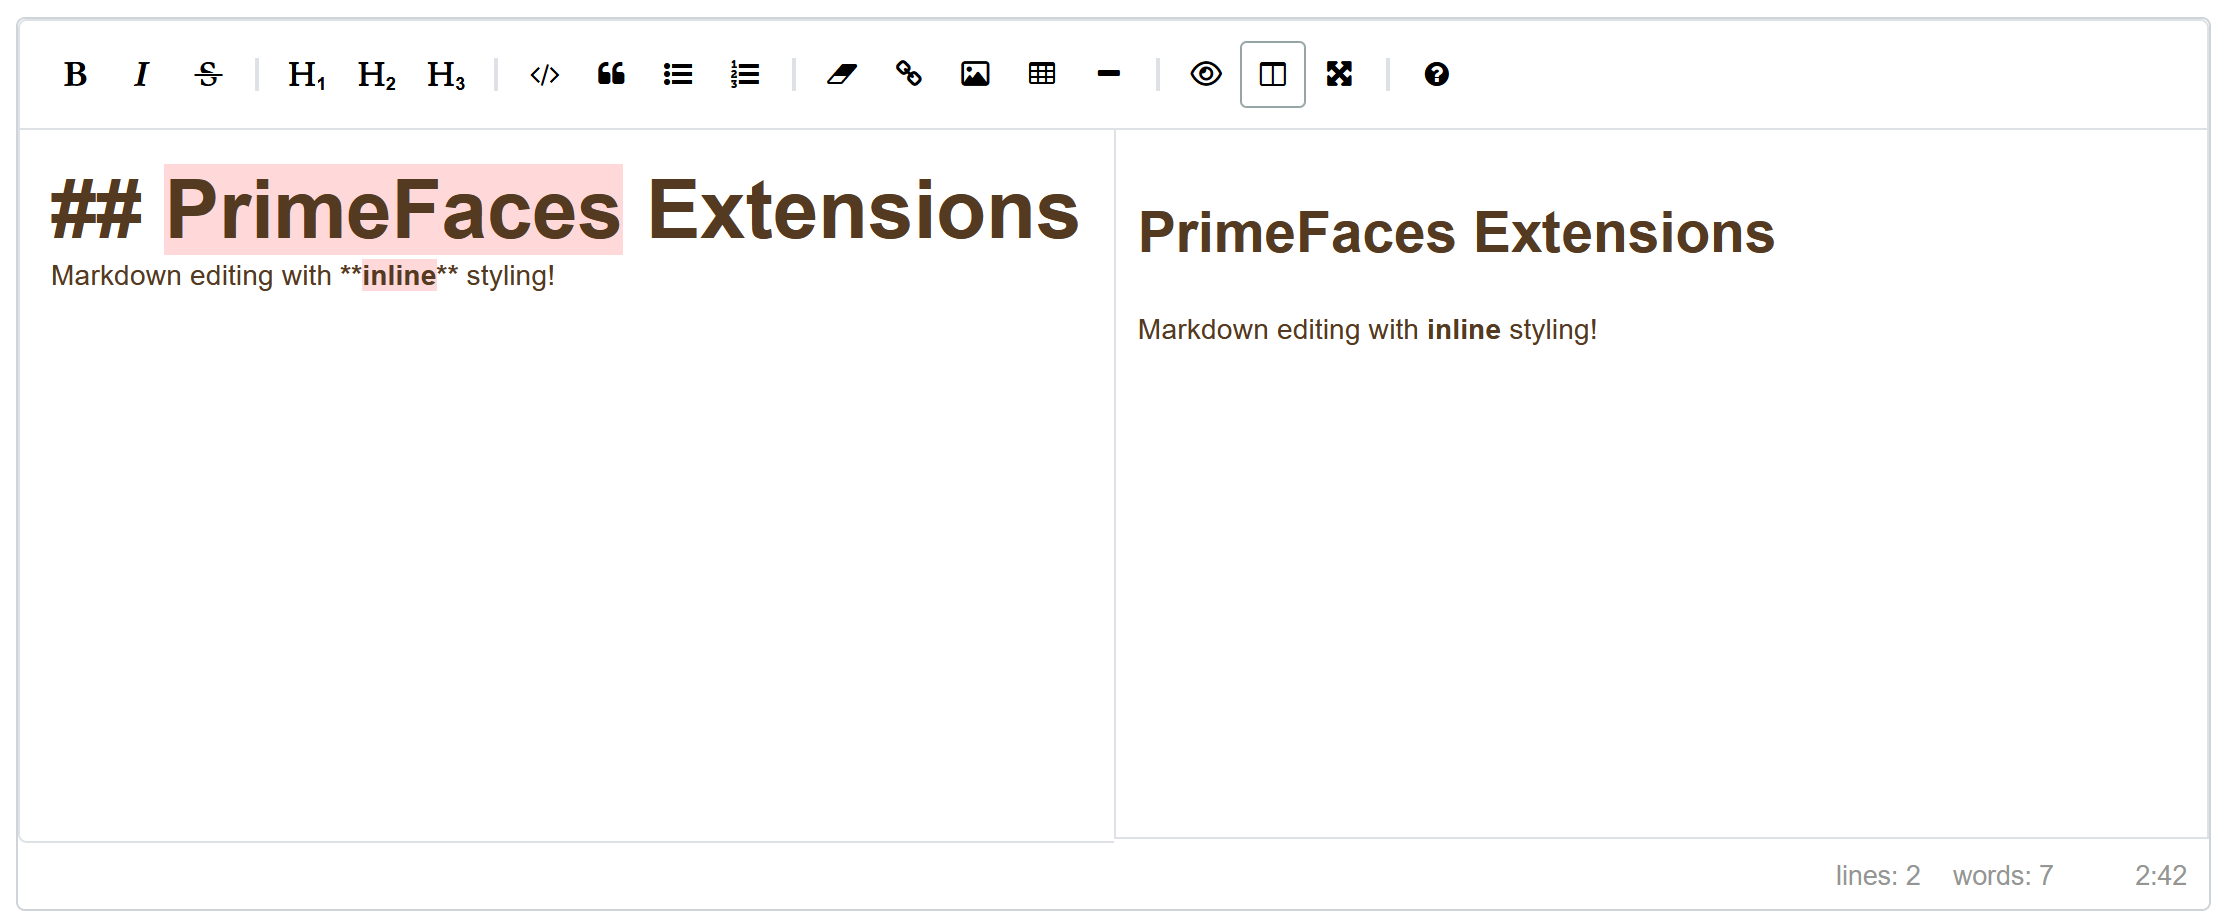 B I S H1 H2 H3
## PrimeFaces Extensions
Markdown editing with **inline** styling!
PrimeFaces Extensions
Markdown editing with inline styling!
lines: 2 words: 7 2:42